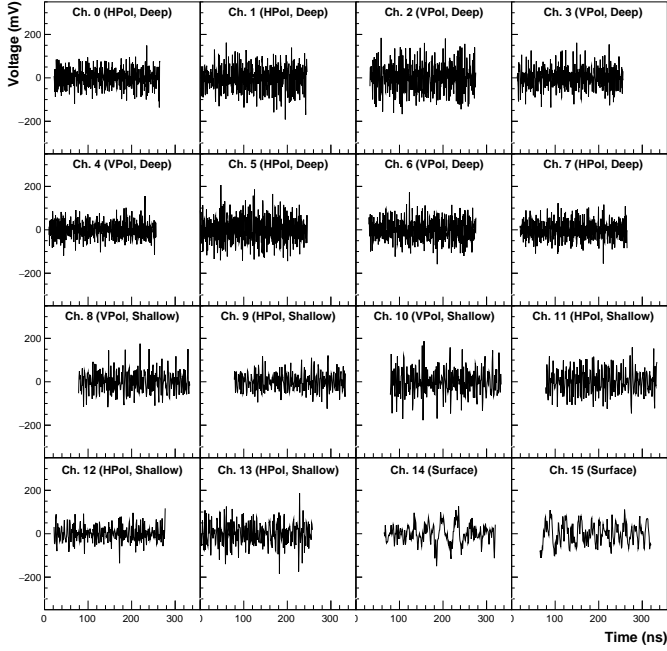 Voltage (mV)
Ch. 0 (HPol, Deep) Ch. 1 (HPol, Deep) Ch. 2 (VPol, Deep) Ch. 3 (VPol, Deep)
200
0
−200
Ch. 4 (VPol, Deep) Ch. 5 (HPol, Deep) Ch. 6 (VPol, Deep) Ch. 7 (HPol, Deep)
200
0
−200
Ch. 8 (VPol, Shallow) Ch. 9 (HPol, Shallow) Ch. 10 (VPol, Shallow) Ch. 11 (HPol, Shallow)
200
0
−200
Ch. 12 (HPol, Shallow) Ch. 13 (HPol, Shallow) Ch. 14 (Surface) Ch. 15 (Surface)
200
0
−200
0 100 200 300 0 100 200 300 0 100 200 300 0 100 200 300
Time (ns)